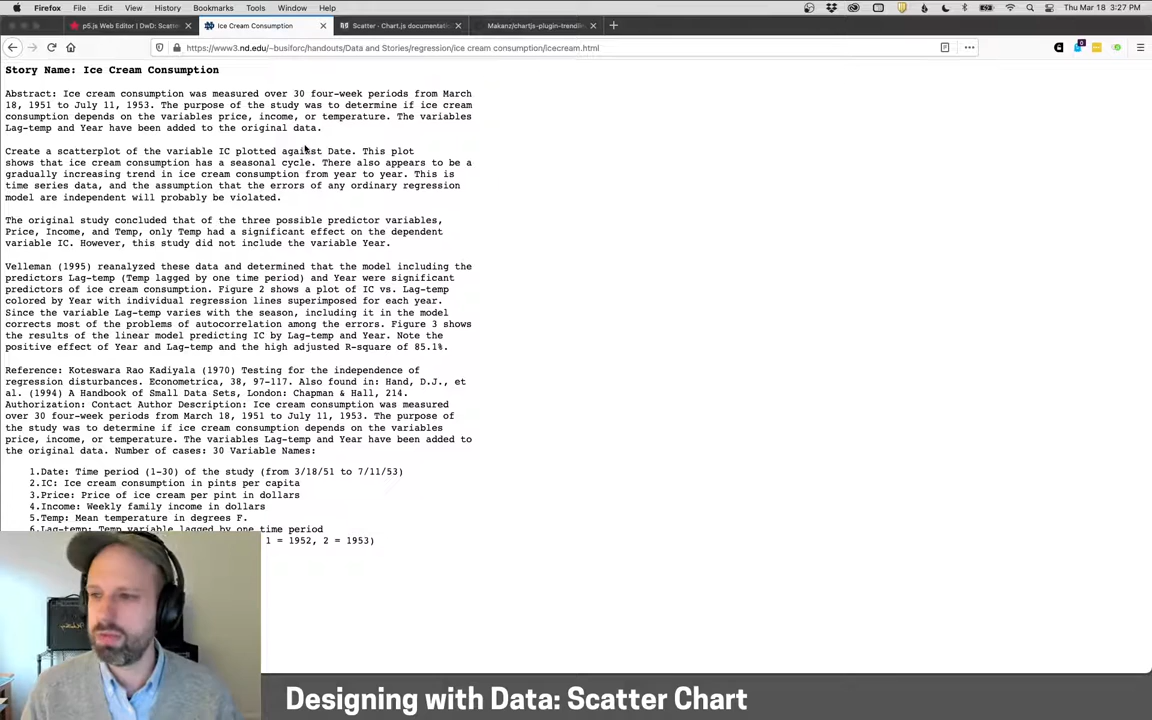 Firefox File Edit View History Bookmarks Tools Window Help Thu Mar 18 3:27 PM
p5.js Web Editor | DwD: Scatte Ice Cream Consumption Scatter · Chart.js documentatio Makanz/chartjs-plugin-trendlin
https://www3.nd.edu/~busiforc/handouts/Data and Stories/regression/ice cream consumption/icecream.html
Story Name: Ice Cream Consumption
Abstract: Ice cream consumption was measured over 30 four-week periods from March
18, 1951 to July 11, 1953. The purpose of the study was to determine if ice cream
consumption depends on the variables price, income, or temperature. The variables
Lag-temp and Year have been added to the original data.
Create a scatterplot of the variable IC plotted against Date. This plot
shows that ice cream consumption has a seasonal cycle. There also appears to be a
gradually increasing trend in ice cream consumption from year to year. This is
time series data, and the assumption that the errors of any ordinary regression
model are independent will probably be violated.
The original study concluded that of the three possible predictor variables,
Price, Income, and Temp, only Temp had a significant effect on the dependent
variable IC. However, this study did not include the variable Year.
Velleman (1995) reanalyzed these data and determined that the model including the
predictors Lag-temp (Temp lagged by one time period) and Year were significant
predictors of ice cream consumption. Figure 2 shows a plot of IC vs. Lag-temp
colored by Year with individual regression lines superimposed for each year.
Since the variable Lag-temp varies with the season, including it in the model
corrects most of the problems of autocorrelation among the errors. Figure 3 shows
the results of the linear model predicting IC by Lag-temp and Year. Note the
positive effect of Year and Lag-temp and the high adjusted R-square of 85.1%.
Reference: Koteswara Rao Kadiyala (1970) Testing for the independence of
regression disturbances. Econometrica, 38, 97-117. Also found in: Hand, D.J., et
al. (1994) A Handbook of Small Data Sets, London: Chapman & Hall, 214.
Authorization: Contact Author Description: Ice cream consumption was measured
over 30 four-week periods from March 18, 1951 to July 11, 1953. The purpose of
the study was to determine if ice cream consumption depends on the variables
price, income, or temperature. The variables Lag-temp and Year have been added to
the original data. Number of cases: 30 Variable Names:
1.Date: Time period (1-30) of the study (from 3/18/51 to 7/11/53)
2.IC: Ice cream consumption in pints per capita
3.Price: Price of ice cream per pint in dollars
4.Income: Weekly family income in dollars
5.Temp: Mean temperature in degrees F.
6.Lag-temp: Temp variable lagged by one time period
1 = 1952, 2 = 1953)
Designing with Data: Scatter Chart